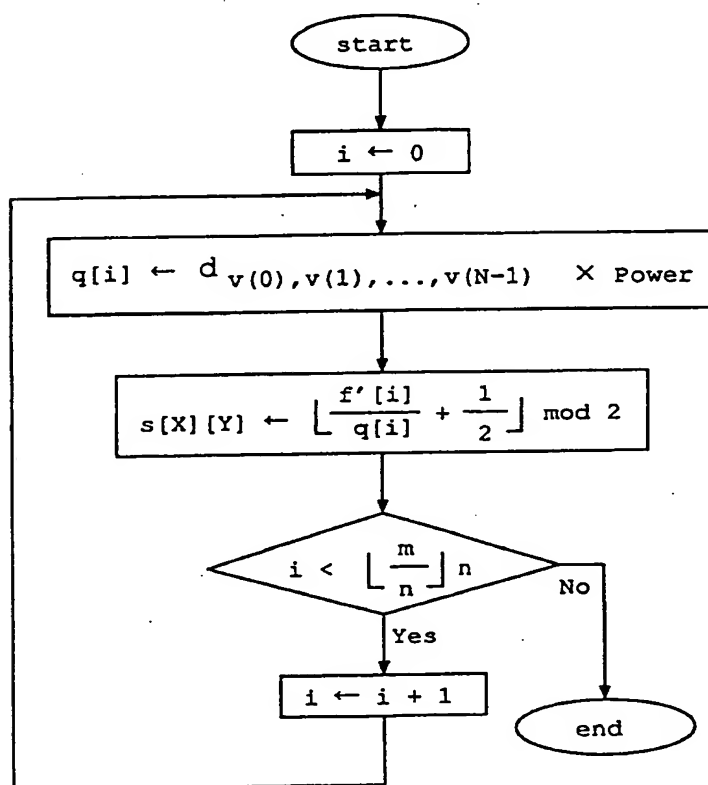 start
i ← 0
q[i] ← d v(0),v(1),...,v(N-1) × Power
s[X][Y] ← ⌊ f'[i] / q[i] + 1 / 2 ⌋ mod 2
i < ⌊ m / n ⌋ n
No
Yes
i ← i + 1
end